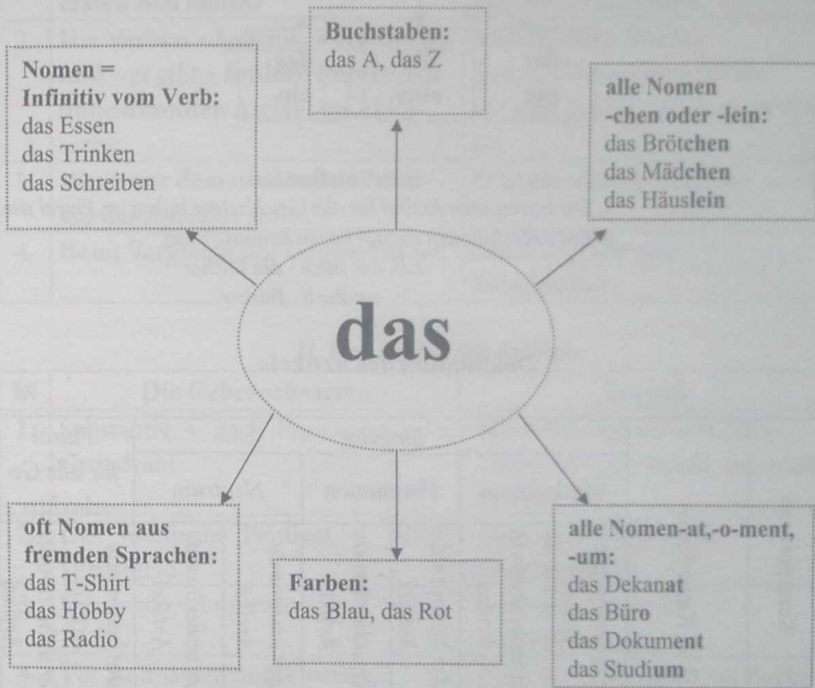 Buchstaben:
das A, das Z
Nomen =
Infinitiv vom Verb:
das Essen
das Trinken
das Schreiben
alle Nomen
-chen oder -lein:
das Brötchen
das Mädchen
das Häuslein
das
oft Nomen aus
fremden Sprachen:
das T-Shirt
das Hobby
das Radio
Farben:
das Blau, das Rot
alle Nomen-at,-o-ment,
-um:
das Dekanat
das Büro
das Dokument
das Studium